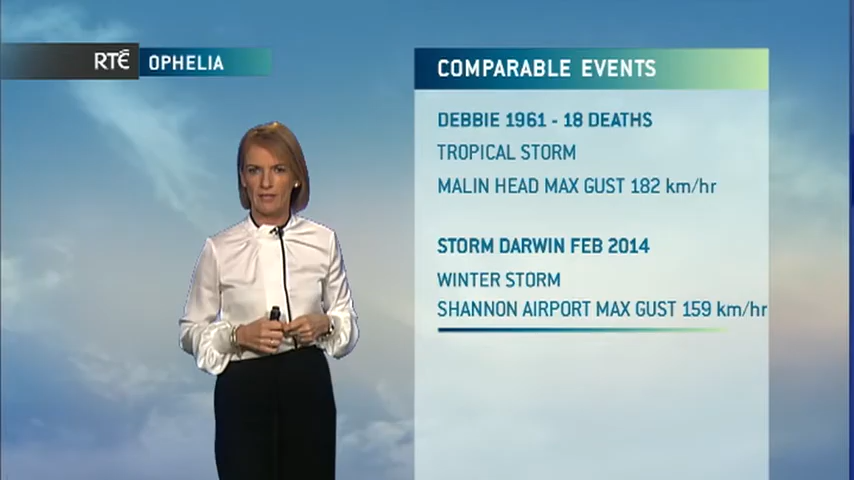 RTÉ OPHELIA
COMPARABLE EVENTS
DEBBIE 1961 - 18 DEATHS
TROPICAL STORM
MALIN HEAD MAX GUST 182 km/hr
STORM DARWIN FEB 2014
WINTER STORM
SHANNON AIRPORT MAX GUST 159 km/hr